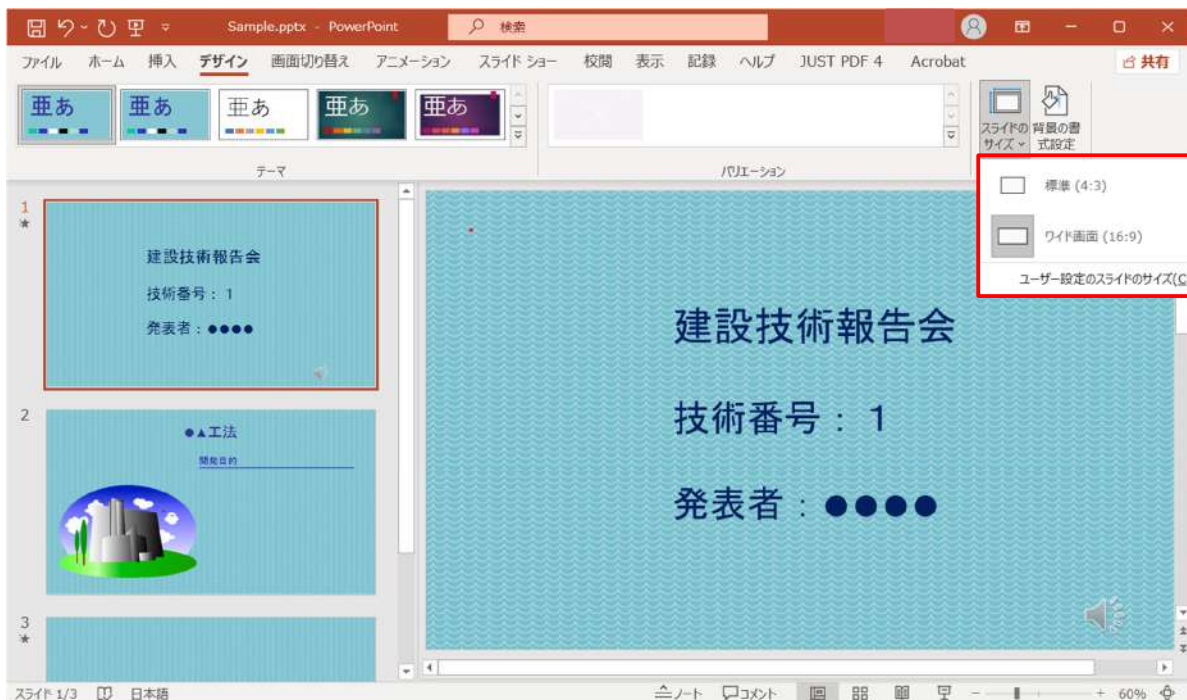 Sample.pptx - PowerPoint
検索
ファイル ホーム 挿入 デザイン 画面切り替え アニメーション スライド ショー 校閲 表示 記録 ヘルプ JUST PDF 4 Acrobat 共有
亜あ 亜あ 亜あ 亜あ 亜あ
スライドの
サイズ
背景の書
式設定
テーマ
バリエーション
標準 (4:3)
ワイド画面 (16:9)
ユーザー設定のスライドのサイズ(C
1
建設技術報告会
技術番号：1
発表者：●●●●
2
●▲工法
開発目的
3
建設技術報告会
技術番号：1
発表者：●●●●
スライド 1/3 日本語 ノート コメント 60%